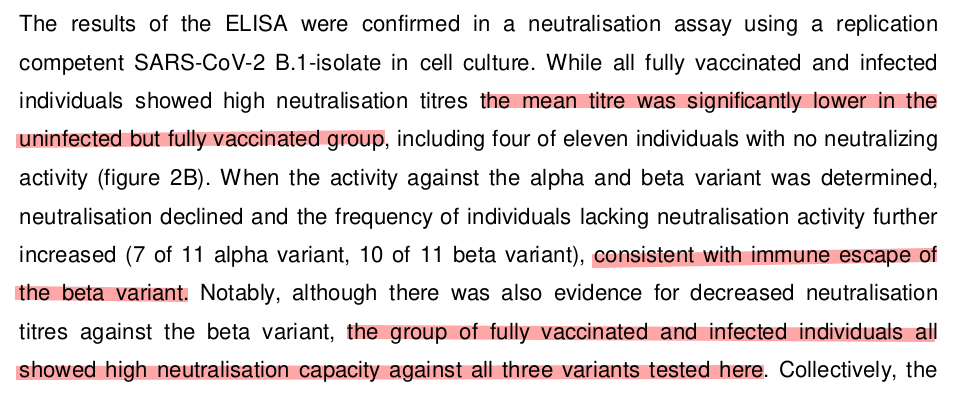 The results of the ELISA were confirmed in a neutralisation assay using a replication
competent SARS-CoV-2 B.1-isolate in cell culture. While all fully vaccinated and infected
individuals showed high neutralisation titres the mean titre was significantly lower in the
uninfected but fully vaccinated group, including four of eleven individuals with no neutralizing
activity (figure 2B). When the activity against the alpha and beta variant was determined,
neutralisation declined and the frequency of individuals lacking neutralisation activity further
increased (7 of 11 alpha variant, 10 of 11 beta variant), consistent with immune escape of
the beta variant. Notably, although there was also evidence for decreased neutralisation
titres against the beta variant, the group of fully vaccinated and infected individuals all
showed high neutralisation capacity against all three variants tested here. Collectively, the